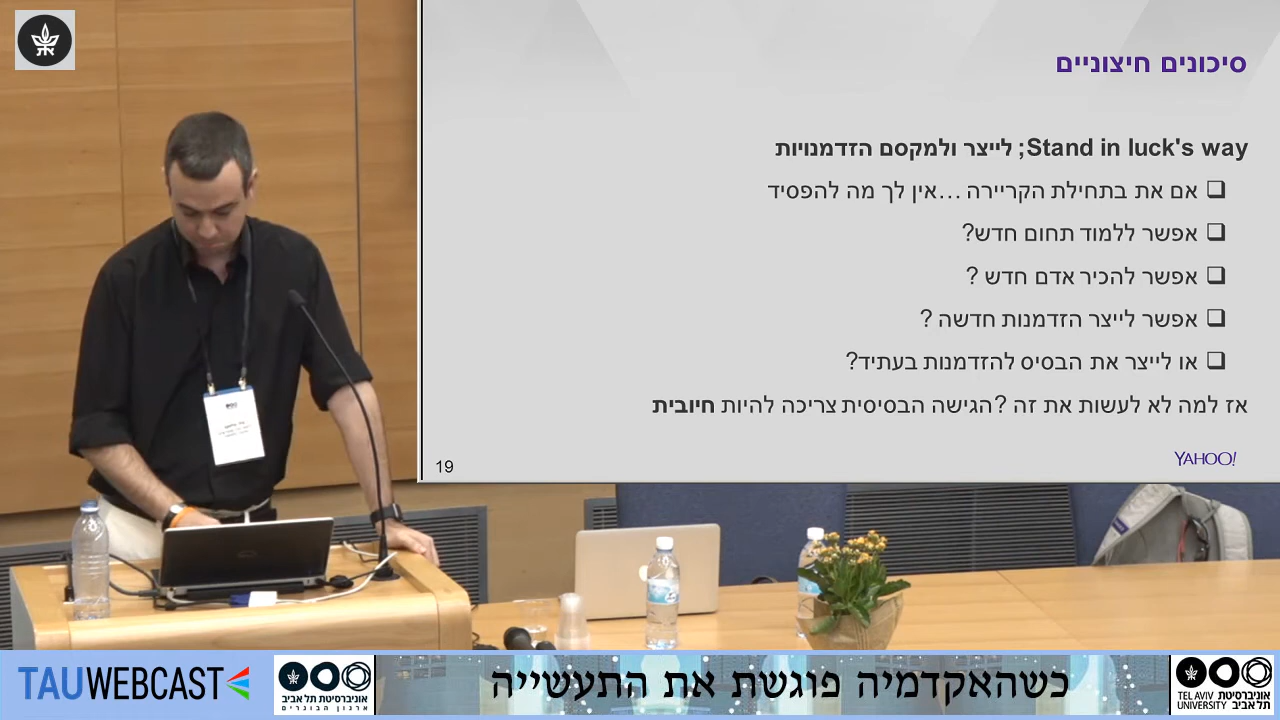 סיכונים חיצוניים
Stand in luck's way; לייצר ולמקסם הזדמנויות
אם את בתחילת הקריירה ...אין לך מה להפסיד
אפשר ללמוד תחום חדש?
אפשר להכיר אדם חדש ?
אפשר לייצר הזדמנות חדשה ?
או לייצר את הבסיס להזדמנות בעתיד?
אז למה לא לעשות את זה ?הגישה הבסיסית צריכה להיות חיובית
YAHOO!
19
TAUWEBCAST
אוניברסיטת תל אביב
ארגון הבוגרים
כשהאקדמיה פוגשת את התעשייה
TEL AVIV UNIVERSITY
אוניברסיטת תל אביב